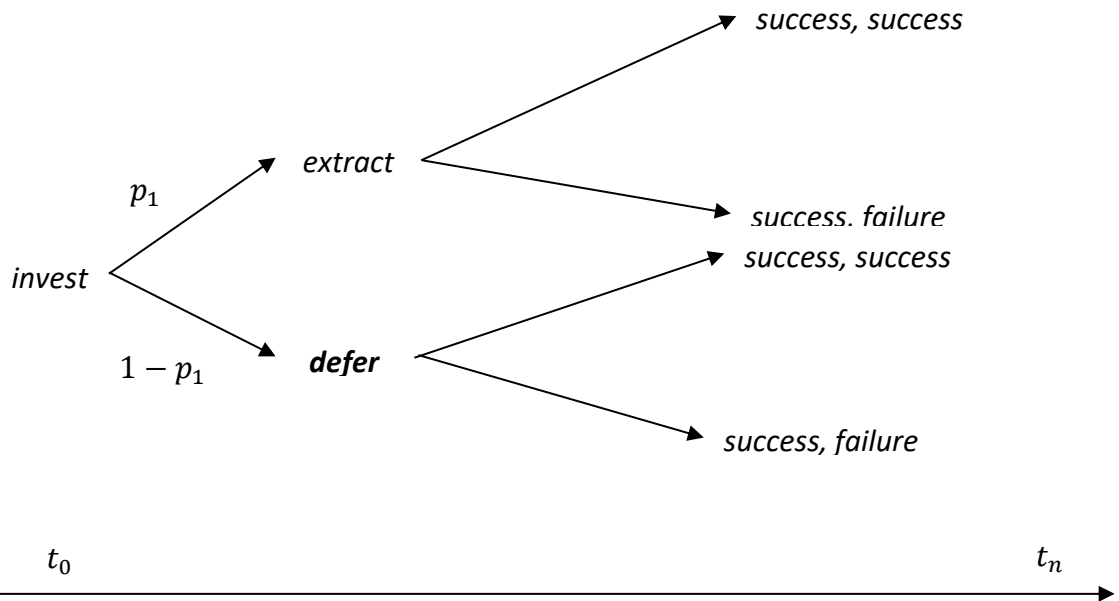 success, success
extract
p₁
success, failure
success, success
invest
defer
1 − p₁
success, failure
t₀
tₙ